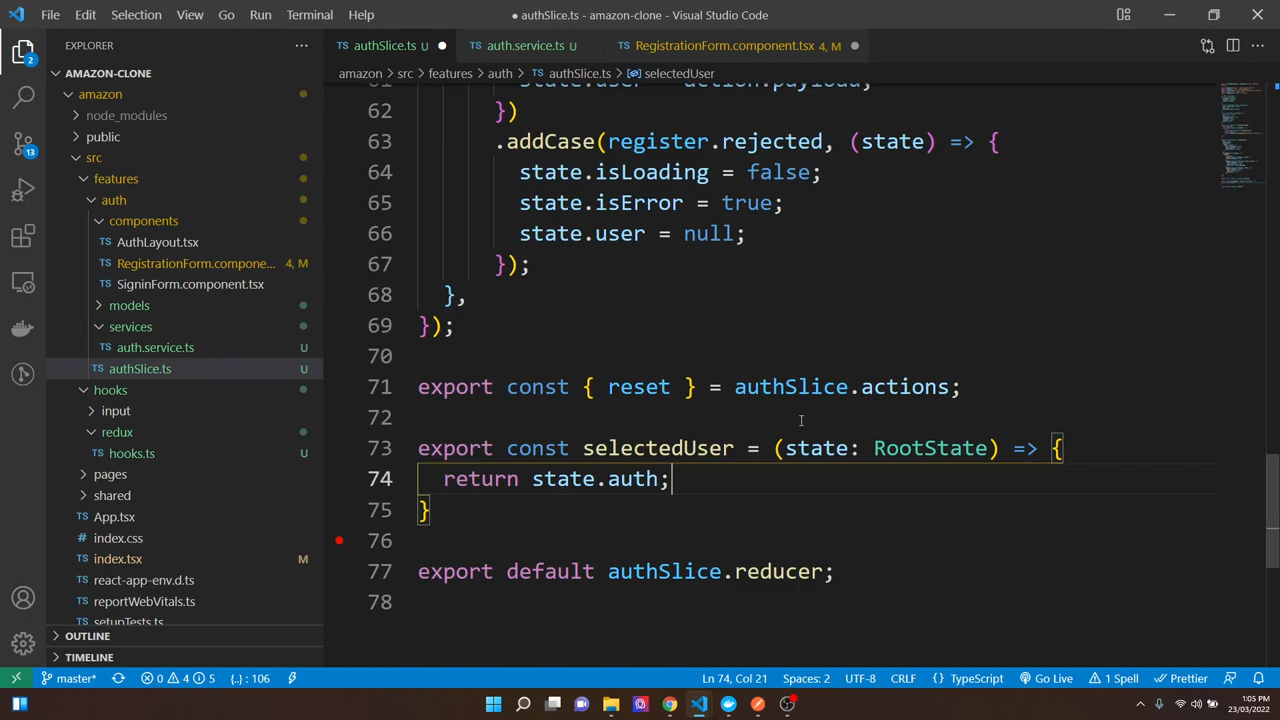 File Edit Selection View Go Run Terminal Help
● authSlice.ts - amazon-clone - Visual Studio Code
EXPLORER
TS authSlice.ts U ●
TS auth.service.ts U
TS RegistrationForm.component.tsx 4, M ●
amazon > src > features > auth > TS authSlice.ts > selectedUser
2
13
AMAZON-CLONE
amazon
node_modules
public
src
features
auth
components
TS AuthLayout.tsx
TS RegistrationForm.compone... 4, M
TS SigninForm.component.tsx
models
services
TS auth.service.ts U
TS authSlice.ts U
hooks
input
redux
TS hooks.ts U
pages
shared
TS App.tsx
# index.css
TS index.tsx M
TS react-app-env.d.ts
TS reportWebVitals.ts
TS setupTests.ts
OUTLINE
TIMELINE
61 state.user = action.payload;
62 })
63 .addCase(register.rejected, (state) => {
64 state.isLoading = false;
65 state.isError = true;
66 state.user = null;
67 });
68 },
69 });
70
71 export const { reset } = authSlice.actions;
72
73 export const selectedUser = (state: RootState) => {
74 return state.auth;
75 }
76
77 export default authSlice.reducer;
78
master* 0 4 5 {..} : 106 Ln 74, Col 21 Spaces: 2 UTF-8 CRLF {} TypeScript Go Live 1 Spell Prettier
1:05 PM
23/03/2022